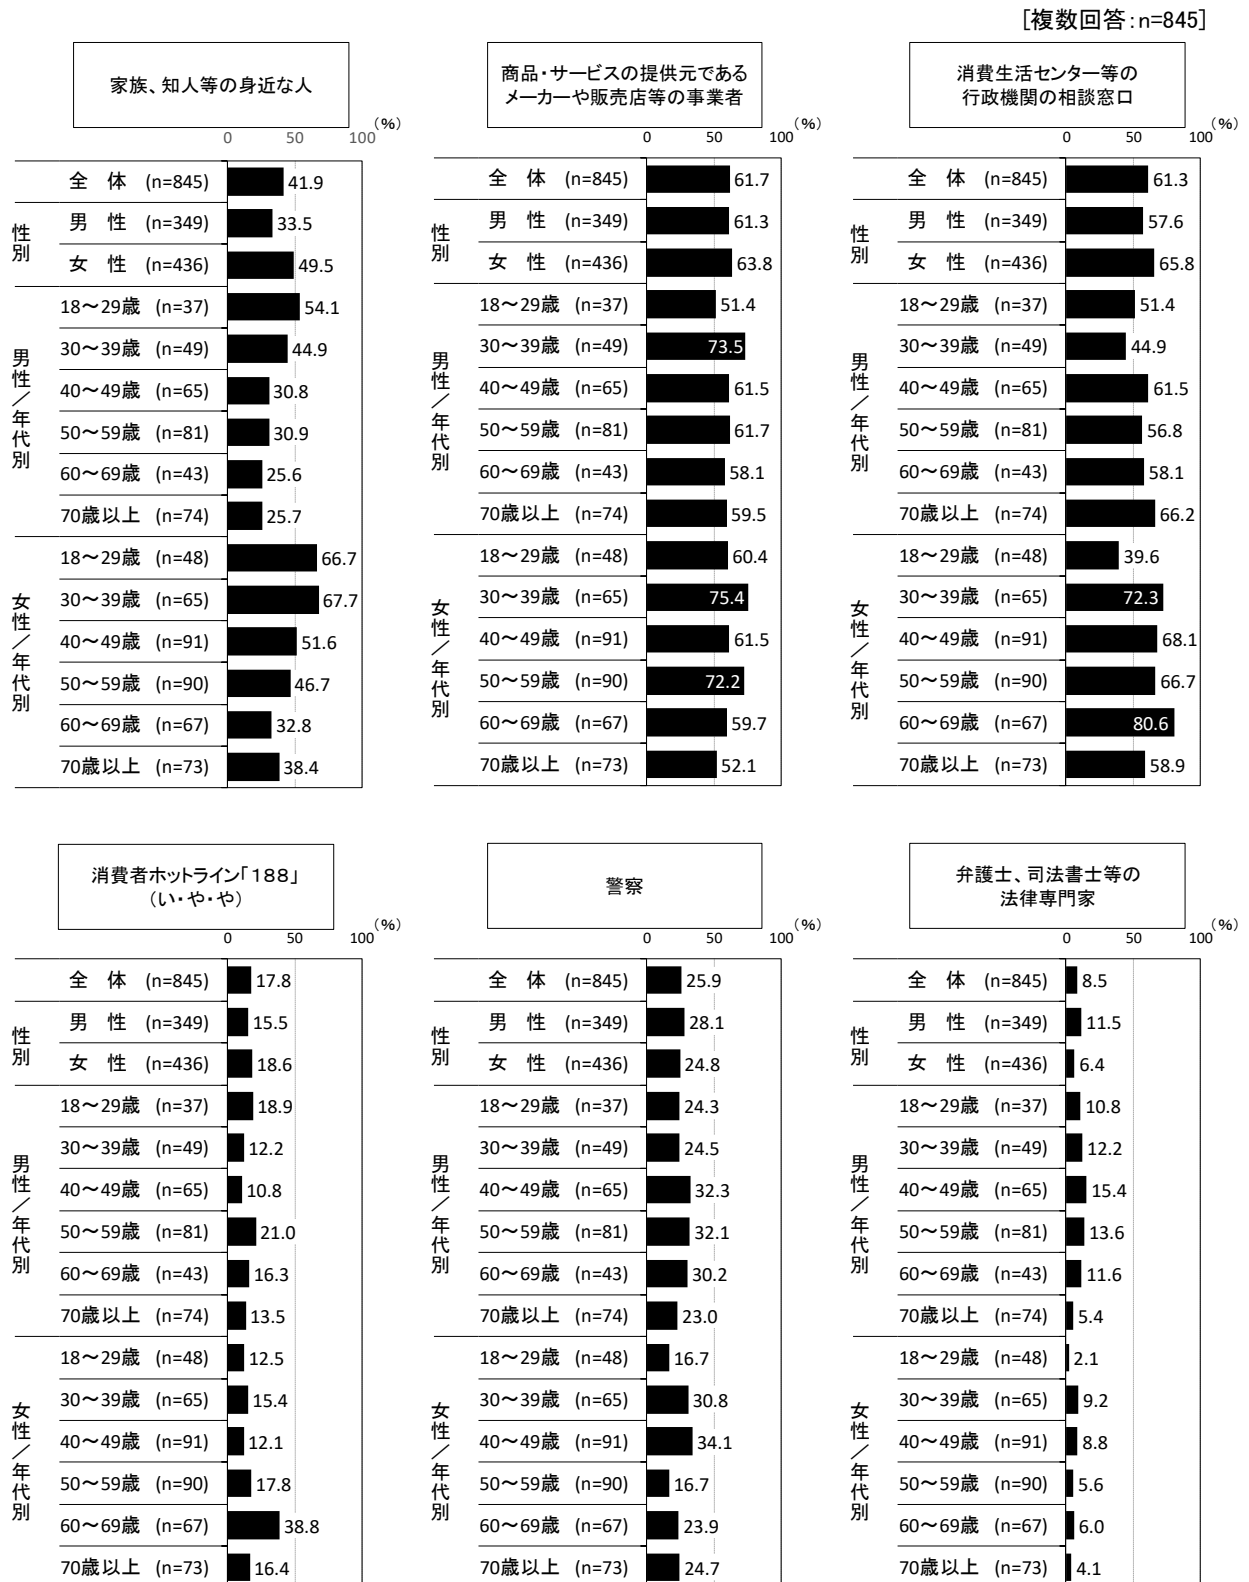 ［複数回答：n=845］
家族、知人等の身近な人
(%)
0 50 100
全 体 (n=845) 41.9
性別
男 性 (n=349) 33.5
女 性 (n=436) 49.5
男性／年代別
18～29歳 (n=37) 54.1
30～39歳 (n=49) 44.9
40～49歳 (n=65) 30.8
50～59歳 (n=81) 30.9
60～69歳 (n=43) 25.6
70歳以上 (n=74) 25.7
女性／年代別
18～29歳 (n=48) 66.7
30～39歳 (n=65) 67.7
40～49歳 (n=91) 51.6
50～59歳 (n=90) 46.7
60～69歳 (n=67) 32.8
70歳以上 (n=73) 38.4
商品・サービスの提供元である
メーカーや販売店等の事業者
(%)
0 50 100
全 体 (n=845) 61.7
性別
男 性 (n=349) 61.3
女 性 (n=436) 63.8
男性／年代別
18～29歳 (n=37) 51.4
30～39歳 (n=49) 73.5
40～49歳 (n=65) 61.5
50～59歳 (n=81) 61.7
60～69歳 (n=43) 58.1
70歳以上 (n=74) 59.5
女性／年代別
18～29歳 (n=48) 60.4
30～39歳 (n=65) 75.4
40～49歳 (n=91) 61.5
50～59歳 (n=90) 72.2
60～69歳 (n=67) 59.7
70歳以上 (n=73) 52.1
消費生活センター等の
行政機関の相談窓口
(%)
0 50 100
全 体 (n=845) 61.3
性別
男 性 (n=349) 57.6
女 性 (n=436) 65.8
男性／年代別
18～29歳 (n=37) 51.4
30～39歳 (n=49) 44.9
40～49歳 (n=65) 61.5
50～59歳 (n=81) 56.8
60～69歳 (n=43) 58.1
70歳以上 (n=74) 66.2
女性／年代別
18～29歳 (n=48) 39.6
30～39歳 (n=65) 72.3
40～49歳 (n=91) 68.1
50～59歳 (n=90) 66.7
60～69歳 (n=67) 80.6
70歳以上 (n=73) 58.9
消費者ホットライン「１８８」
（い・や・や）
(%)
0 50 100
全 体 (n=845) 17.8
性別
男 性 (n=349) 15.5
女 性 (n=436) 18.6
男性／年代別
18～29歳 (n=37) 18.9
30～39歳 (n=49) 12.2
40～49歳 (n=65) 10.8
50～59歳 (n=81) 21.0
60～69歳 (n=43) 16.3
70歳以上 (n=74) 13.5
女性／年代別
18～29歳 (n=48) 12.5
30～39歳 (n=65) 15.4
40～49歳 (n=91) 12.1
50～59歳 (n=90) 17.8
60～69歳 (n=67) 38.8
70歳以上 (n=73) 16.4
警察
(%)
0 50 100
全 体 (n=845) 25.9
性別
男 性 (n=349) 28.1
女 性 (n=436) 24.8
男性／年代別
18～29歳 (n=37) 24.3
30～39歳 (n=49) 24.5
40～49歳 (n=65) 32.3
50～59歳 (n=81) 32.1
60～69歳 (n=43) 30.2
70歳以上 (n=74) 23.0
女性／年代別
18～29歳 (n=48) 16.7
30～39歳 (n=65) 30.8
40～49歳 (n=91) 34.1
50～59歳 (n=90) 16.7
60～69歳 (n=67) 23.9
70歳以上 (n=73) 24.7
弁護士、司法書士等の
法律専門家
(%)
0 50 100
全 体 (n=845) 8.5
性別
男 性 (n=349) 11.5
女 性 (n=436) 6.4
男性／年代別
18～29歳 (n=37) 10.8
30～39歳 (n=49) 12.2
40～49歳 (n=65) 15.4
50～59歳 (n=81) 13.6
60～69歳 (n=43) 11.6
70歳以上 (n=74) 5.4
女性／年代別
18～29歳 (n=48) 2.1
30～39歳 (n=65) 9.2
40～49歳 (n=91) 8.8
50～59歳 (n=90) 5.6
60～69歳 (n=67) 6.0
70歳以上 (n=73) 4.1